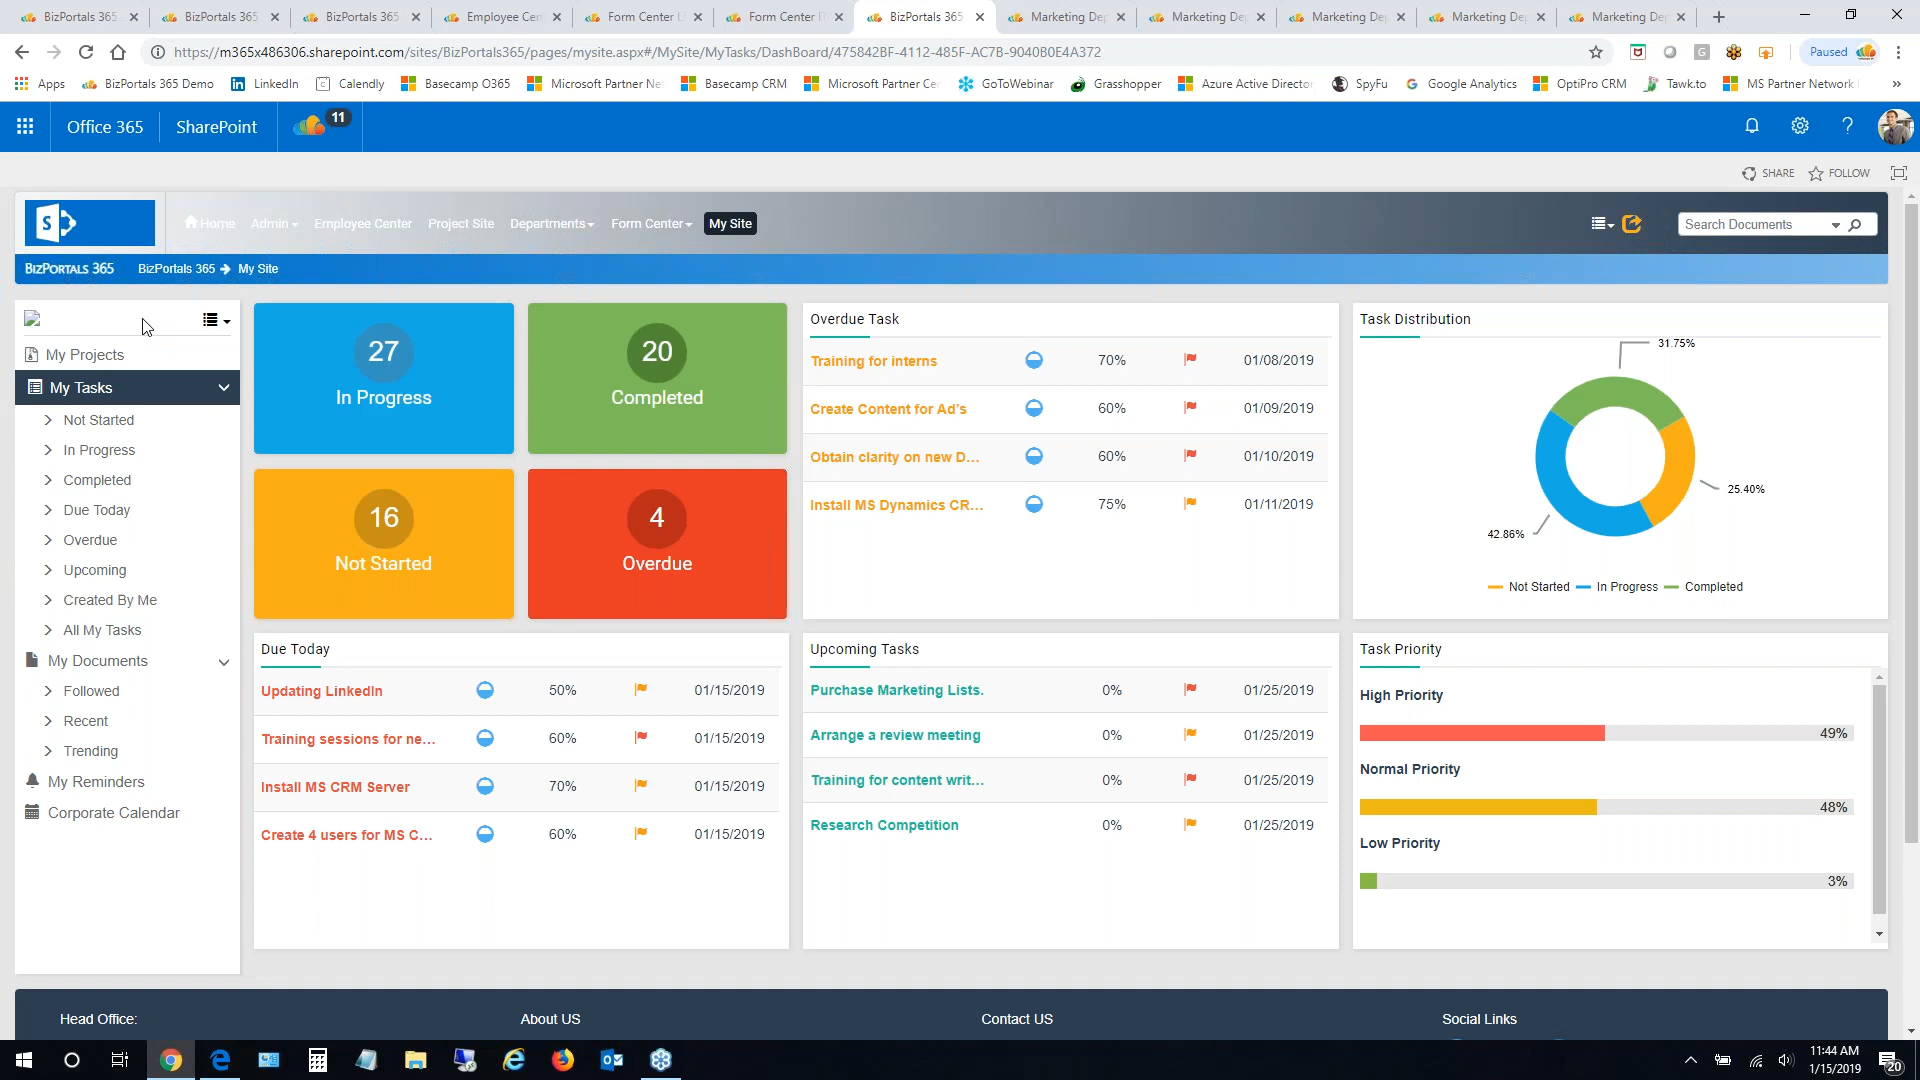 BizPortals 365
BizPortals 365
BizPortals 365
Employee Cen
Form Center
Form Center
BizPortals 365
Marketing De
Marketing De
Marketing De
Marketing De
Marketing De
https://m365x486306.sharepoint.com/sites/BizPortals365/pages/mysite.aspx#/MySite/MyTasks/DashBoard/475842BF-4112-485F-AC7B-9040B0E4A372
Paused
Apps BizPortals 365 Demo LinkedIn Calendly Basecamp O365 Microsoft Partner Ne Basecamp CRM Microsoft Partner Ce GoToWebinar Grasshopper Azure Active Director SpyFu Google Analytics OptiPro CRM Tawk.to MS Partner Network »
Office 365 SharePoint 11 ?
SHARE FOLLOW
S Home Admin Employee Center Project Site Departments Form Center My Site Search Documents
BIZPORTALS 365 BizPortals 365 My Site
My Projects
My Tasks
Not Started
In Progress
Completed
Due Today
Overdue
Upcoming
Created By Me
All My Tasks
My Documents
Followed
Recent
Trending
My Reminders
Corporate Calendar
27
In Progress
20
Completed
16
Not Started
4
Overdue
Overdue Task
Training for interns 70% 01/08/2019
Create Content for Ad's 60% 01/09/2019
Obtain clarity on new D... 60% 01/10/2019
Install MS Dynamics CR... 75% 01/11/2019
Task Distribution
31.75%
25.40%
42.86%
Not Started In Progress Completed
Due Today
Updating LinkedIn 50% 01/15/2019
Training sessions for ne... 60% 01/15/2019
Install MS CRM Server 70% 01/15/2019
Create 4 users for MS C... 60% 01/15/2019
Upcoming Tasks
Purchase Marketing Lists. 0% 01/25/2019
Arrange a review meeting 0% 01/25/2019
Training for content writ... 0% 01/25/2019
Research Competition 0% 01/25/2019
Task Priority
High Priority
49%
Normal Priority
48%
Low Priority
3%
Head Office: About US Contact US Social Links
11:44 AM
1/15/2019
20